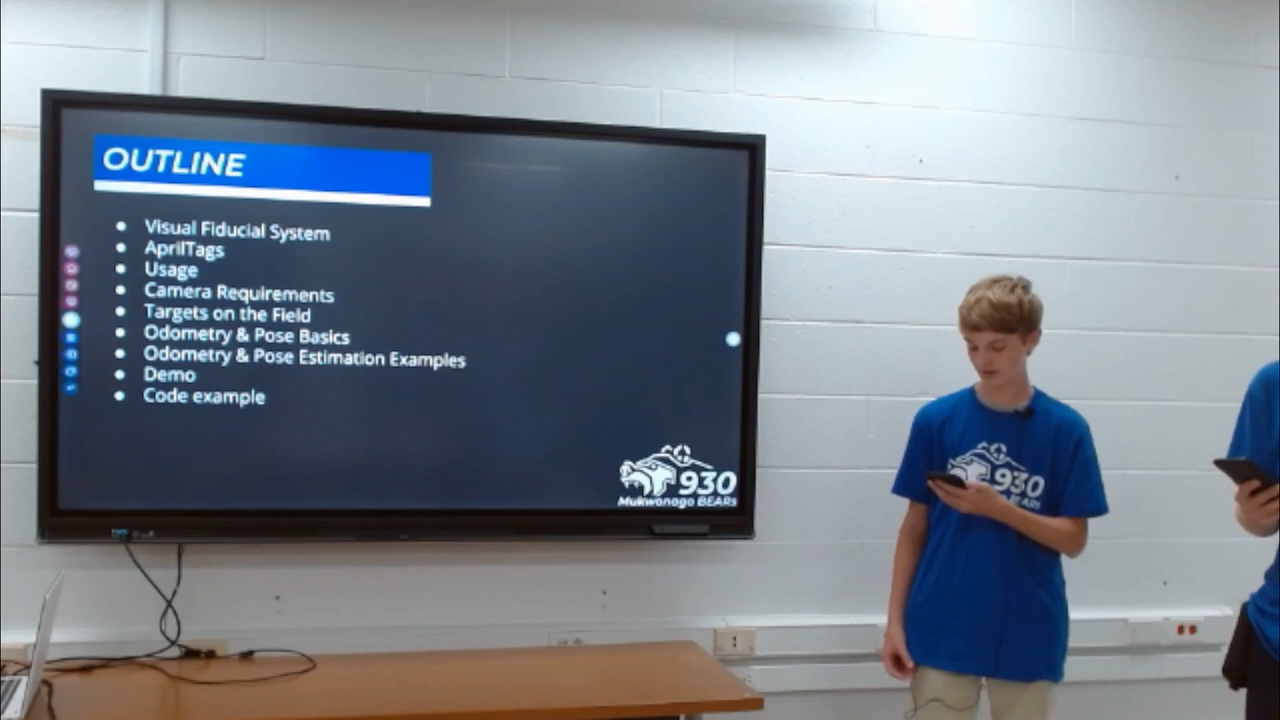 OUTLINE
● Visual Fiducial System
● AprilTags
● Usage
● Camera Requirements
● Targets on the Field
● Odometry & Pose Basics
● Odometry & Pose Estimation Examples
● Demo
● Code example
930
Mukwonago BEARs
930